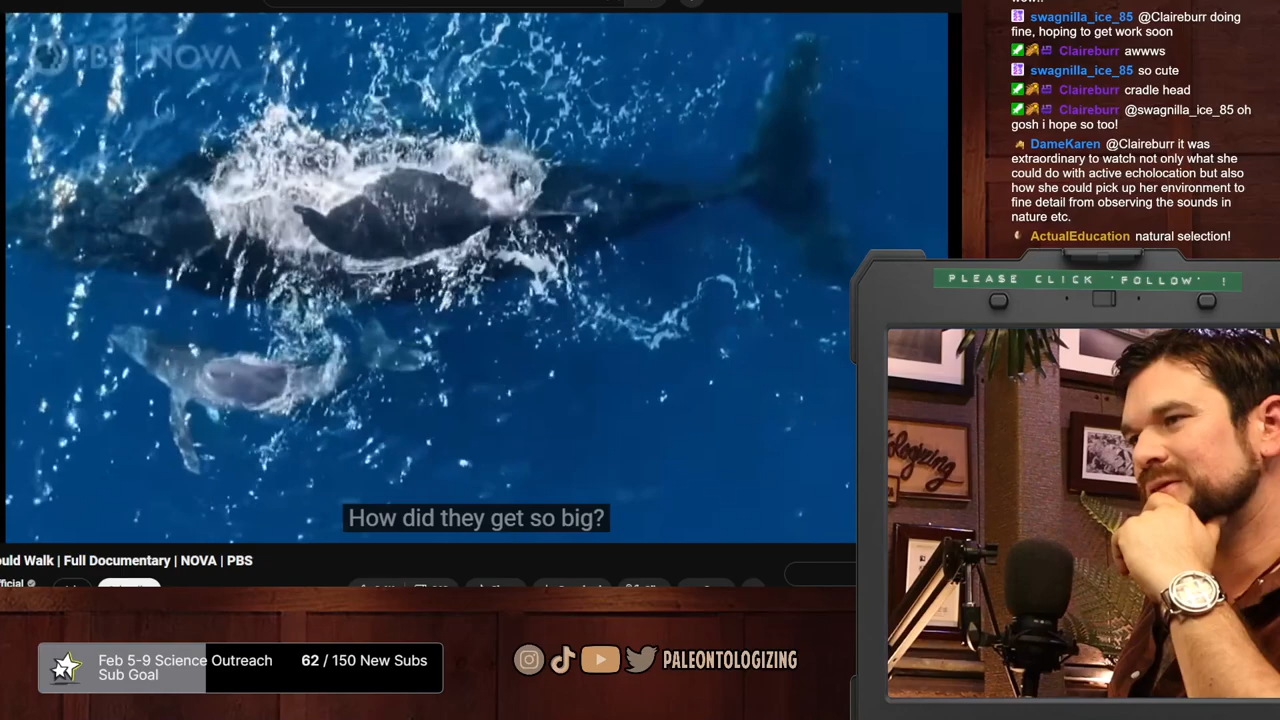 PBS NOVA
How did they get so big?
ould Walk | Full Documentary | NOVA | PBS
ficial
swagnilla_ice_85 @Claireburr doing
fine, hoping to get work soon
Claireburr awwws
swagnilla_ice_85 so cute
Claireburr cradle head
Claireburr @swagnilla_ice_85 oh
gosh i hope so too!
DameKaren @Claireburr it was
extraordinary to watch not only what she
could do with active echolocation but also
how she could pick up her environment to
fine detail from observing the sounds in
nature etc.
ActualEducation natural selection!
PLEASE CLICK "FOLLOW" !
ologizing
Feb 5-9 Science Outreach
Sub Goal
62 / 150 New Subs
PALEONTOLOGIZING